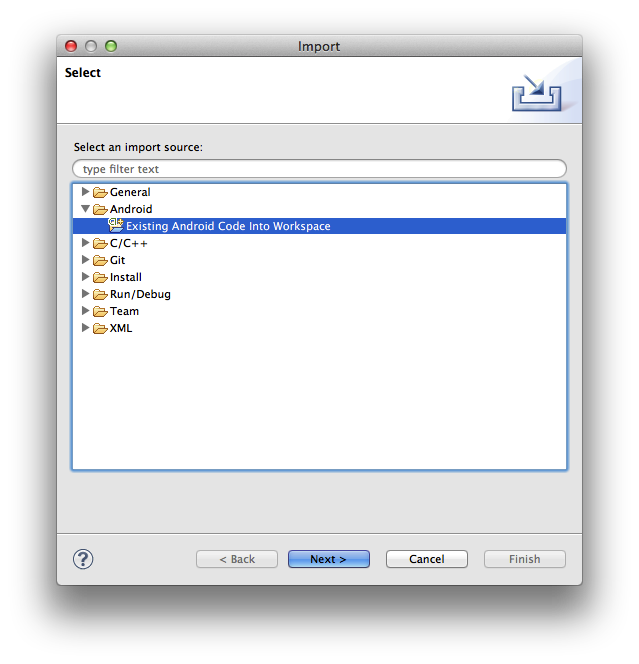 Import
Select
Select an import source:
type filter text
General
Android
Existing Android Code Into Workspace
C/C++
Git
Install
Run/Debug
Team
XML
?
< Back
Next >
Cancel
Finish